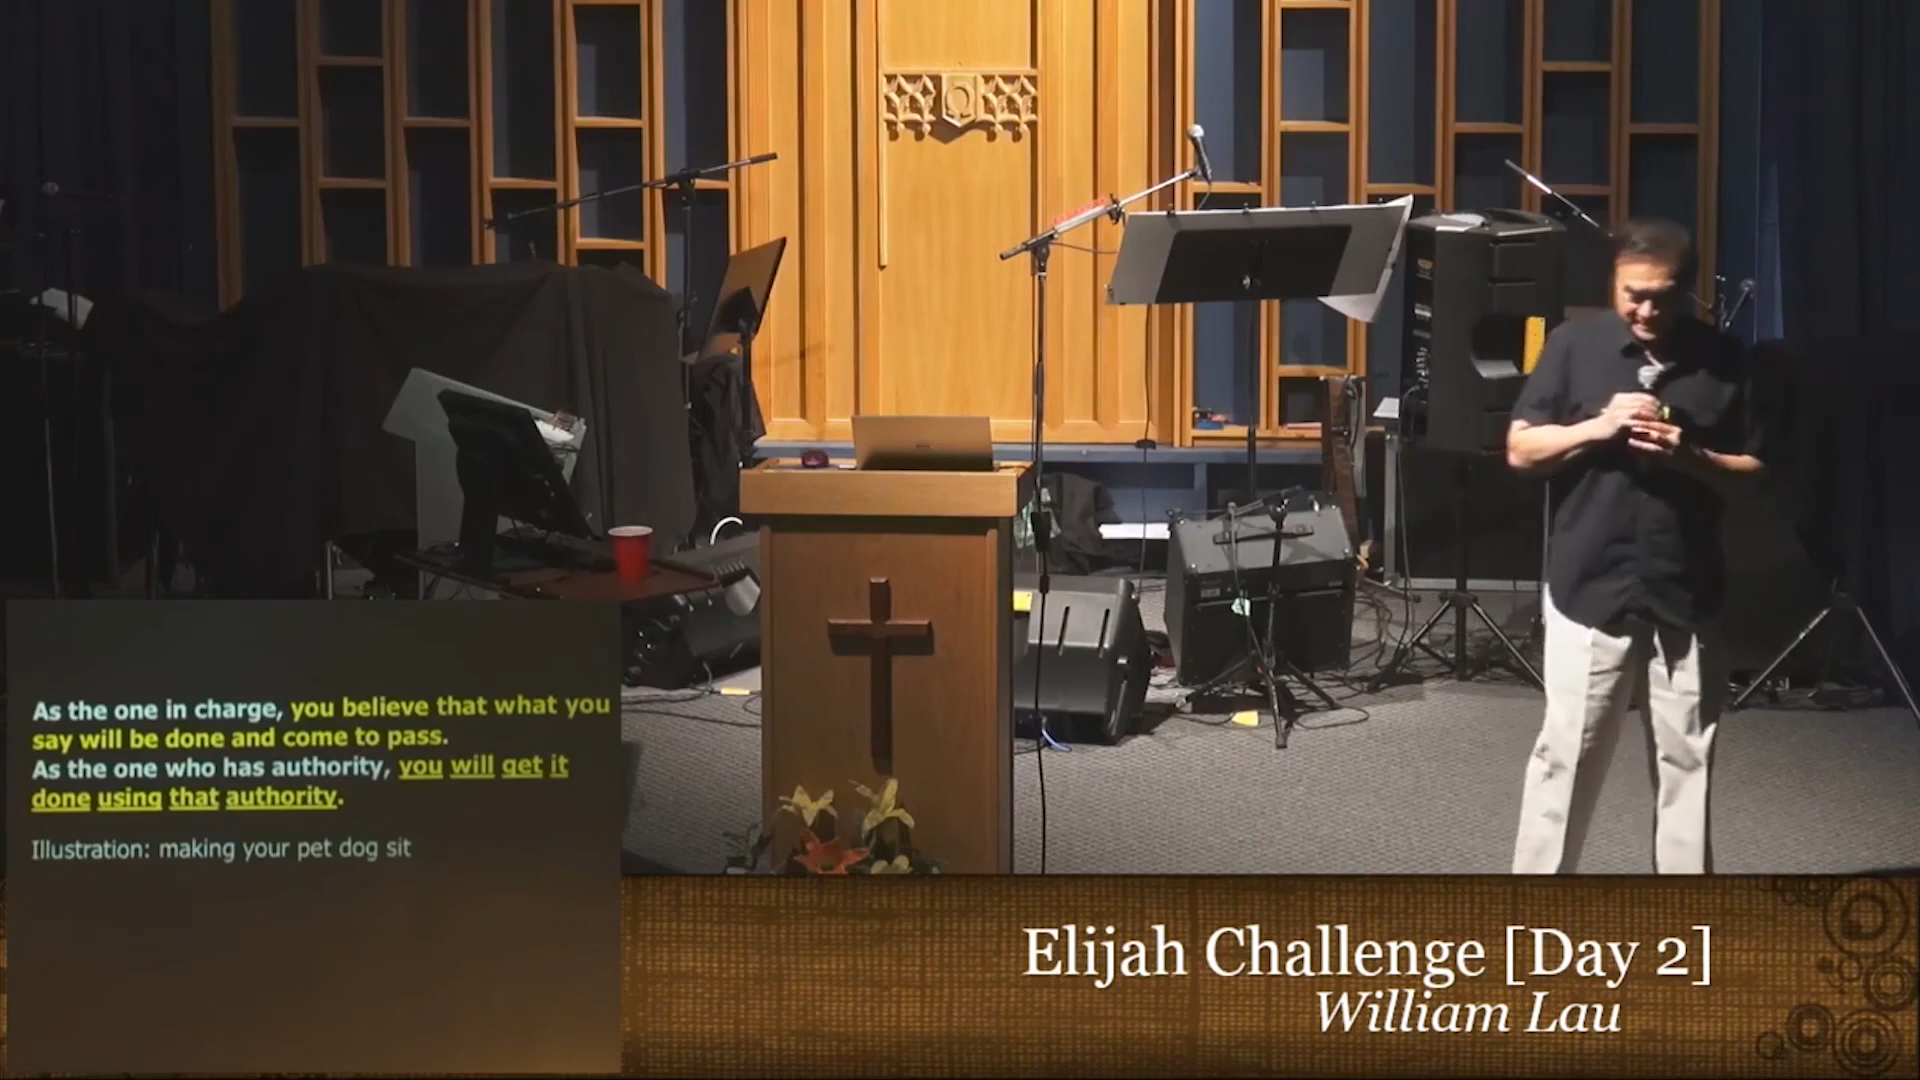 As the one in charge, you believe that what you
say will be done and come to pass.
As the one who has authority, you will get it
done using that authority.
Illustration: making your pet dog sit
Elijah Challenge [Day 2]
William Lau